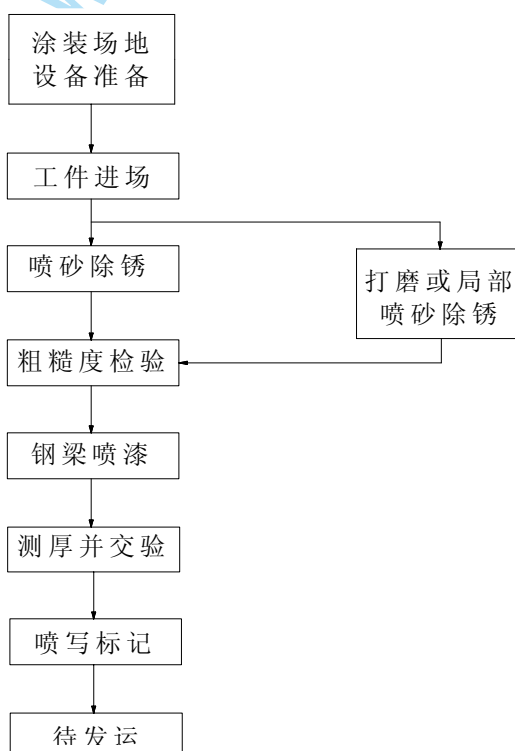 涂装场地
设备准备
工件进场
喷砂除锈
打磨或局部
喷砂除锈
粗糙度检验
钢梁喷漆
测厚并交验
喷写标记
待发运